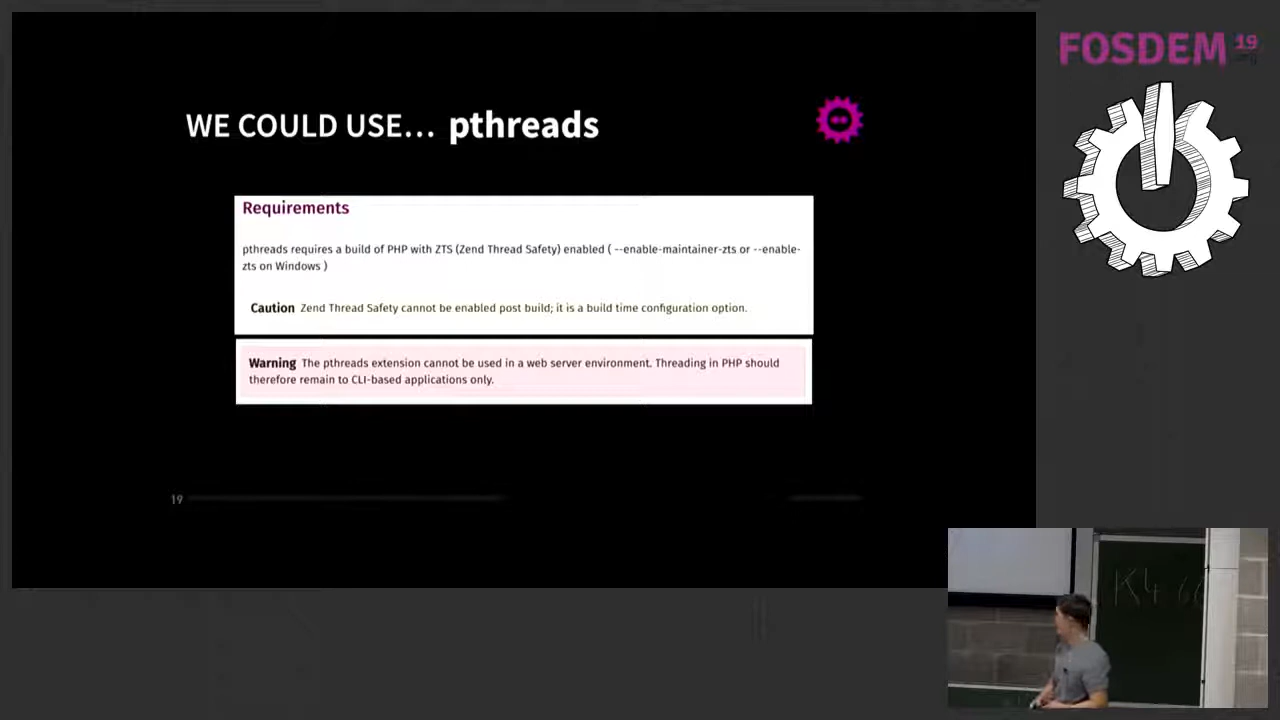 FOSDEM 19
.org
WE COULD USE... pthreads
Requirements
pthreads requires a build of PHP with ZTS (Zend Thread Safety) enabled ( --enable-maintainer-zts or --enable-
zts on Windows )
Caution Zend Thread Safety cannot be enabled post build; it is a build time configuration option.
Warning The pthreads extension cannot be used in a web server environment. Threading in PHP should
therefore remain to CLI-based applications only.
19